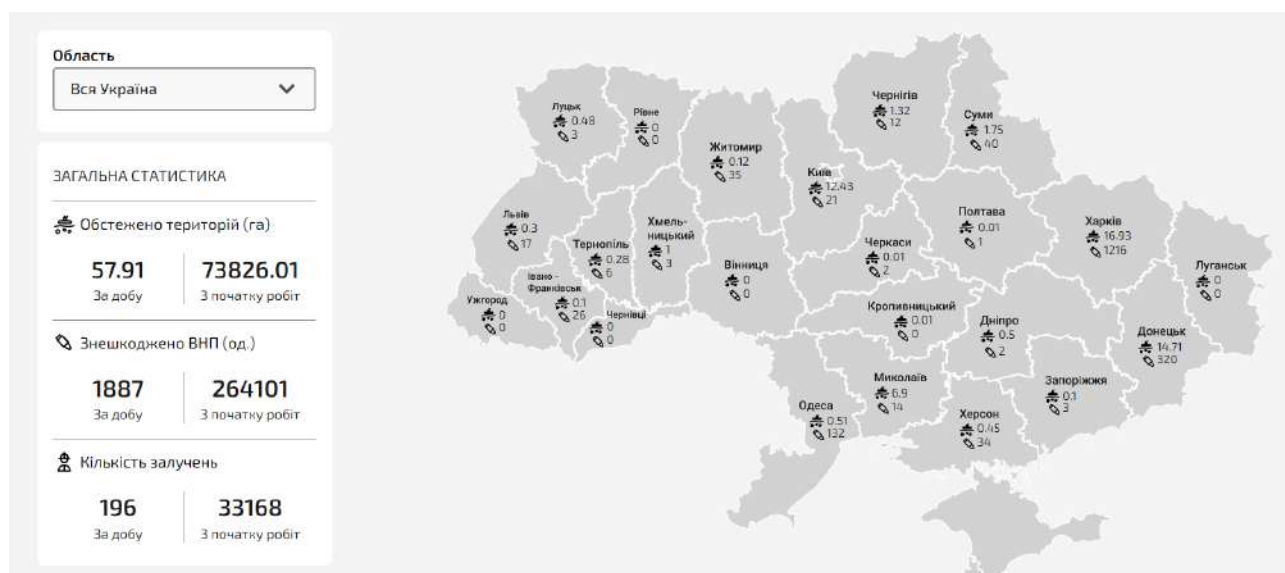 Область
Вся Україна
ЗАГАЛЬНА СТАТИСТИКА
Обстежено територій (га)
57.91
73826.01
За добу
З початку робіт
Знешкоджено ВНП (од.)
1887
264101
За добу
З початку робіт
Кількість залучень
196
33168
За добу
З початку робіт
Луцьк
0.48
3
Рівне
0
0
Житомир
0.12
35
Київ
12.43
21
Чернігів
1.32
12
Суми
1.75
40
Львів
0.3
17
Тернопіль
0.28
6
Хмель-
ницький
1
3
Вінниця
0
0
Черкаси
0.01
2
Полтава
0.01
1
Харків
16.93
1216
Луганськ
0
0
Ужгород
0
0
Івано -
Франківськ
0.1
26
Чернівці
0
0
Кропивницький
0.01
0
Дніпро
0.5
2
Донецьк
14.71
320
Одеса
0.51
132
Миколаїв
6.9
14
Херсон
0.45
34
Запоріжжя
0.1
3